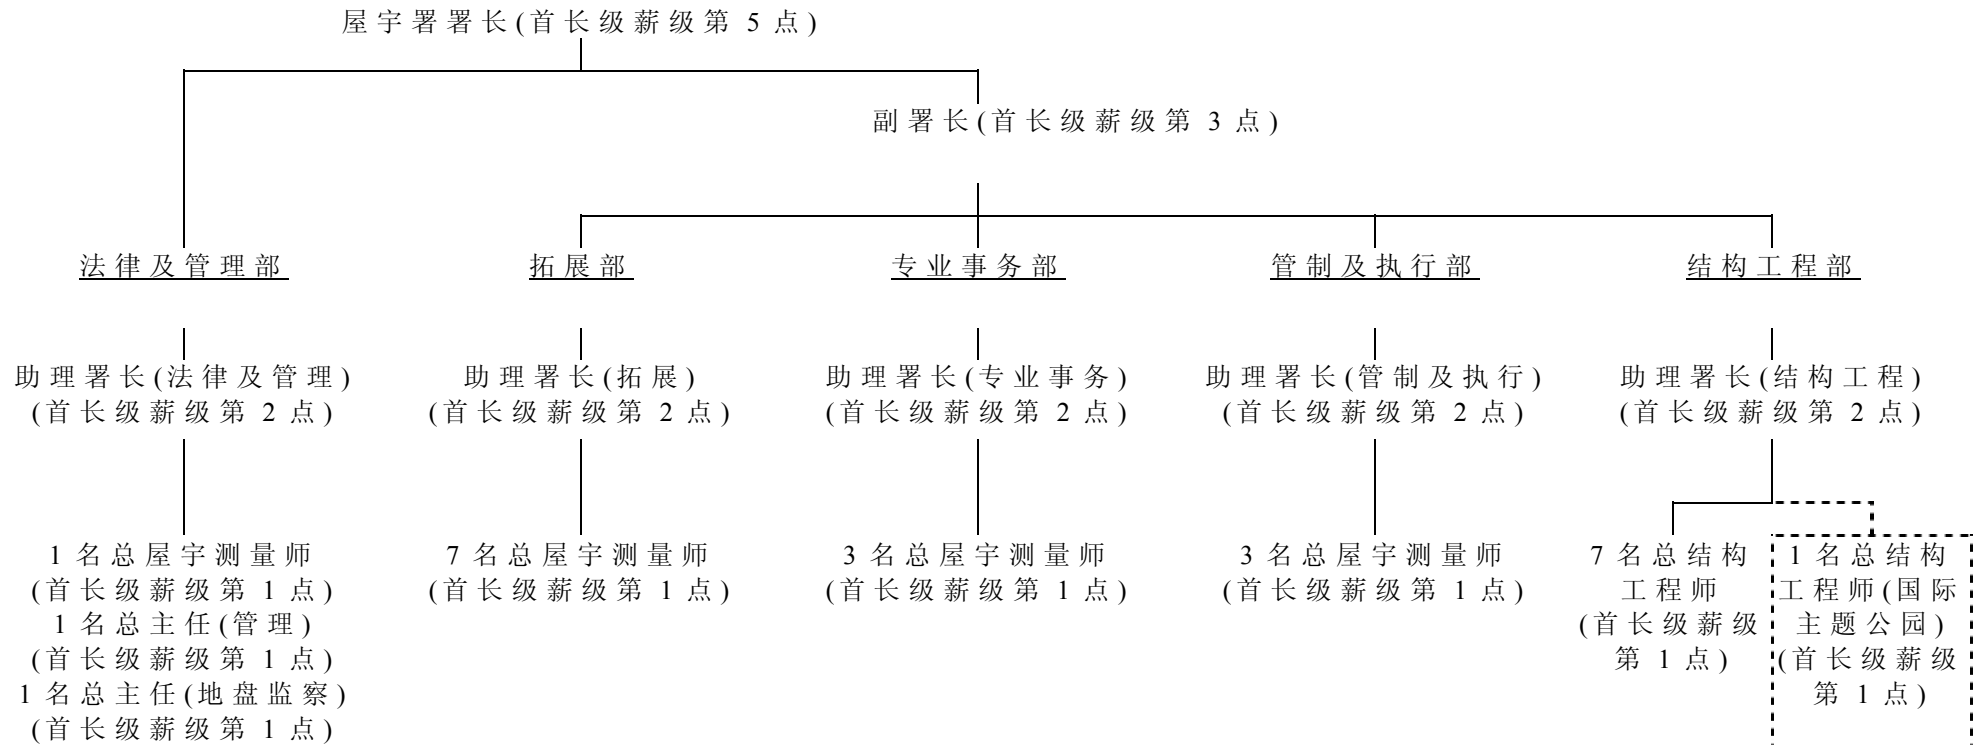 屋宇署署长(首长级薪级第 5 点)
副署长(首长级薪级第 3 点)
法律及管理部
拓展部
专业事务部
管制及执行部
结构工程部
助理署长(法律及管理)
(首长级薪级第 2 点)
助理署长(拓展)
(首长级薪级第 2 点)
助理署长(专业事务)
(首长级薪级第 2 点)
助理署长(管制及执行)
(首长级薪级第 2 点)
助理署长(结构工程)
(首长级薪级第 2 点)
1 名总屋宇测量师
(首长级薪级第 1 点)
1 名总主任(管理)
(首长级薪级第 1 点)
1 名总主任(地盘监察)
(首长级薪级第 1 点)
7 名总屋宇测量师
(首长级薪级第 1 点)
3 名总屋宇测量师
(首长级薪级第 1 点)
3 名总屋宇测量师
(首长级薪级第 1 点)
7 名总结构
工程师
(首长级薪级
第 1 点)
1 名总结构
工程师(国际
主题公园)
(首长级薪级
第 1 点)